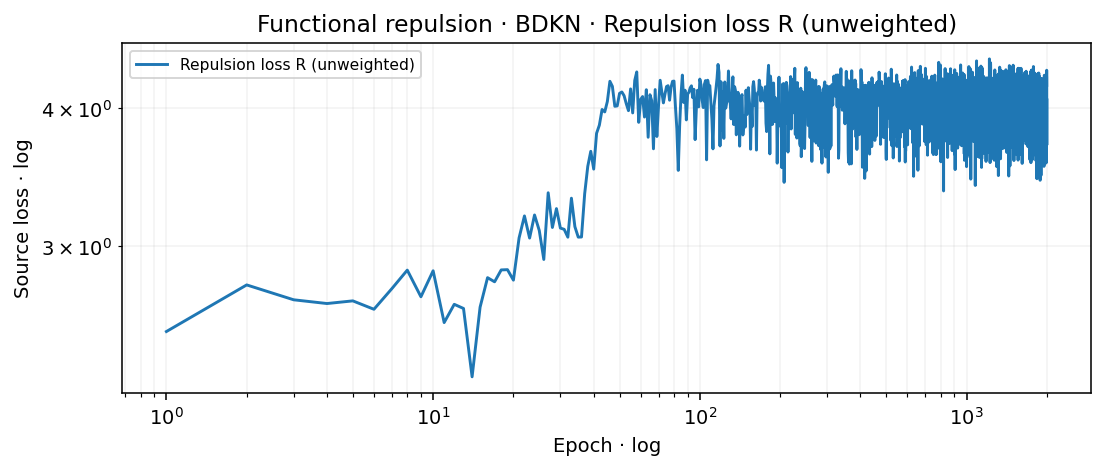 Functional repulsion · BDKN · Repulsion loss R (unweighted)
Repulsion loss R (unweighted)
Source loss · log
4 × 10⁰
3 × 10⁰
10⁰ 10¹ 10² 10³
Epoch · log